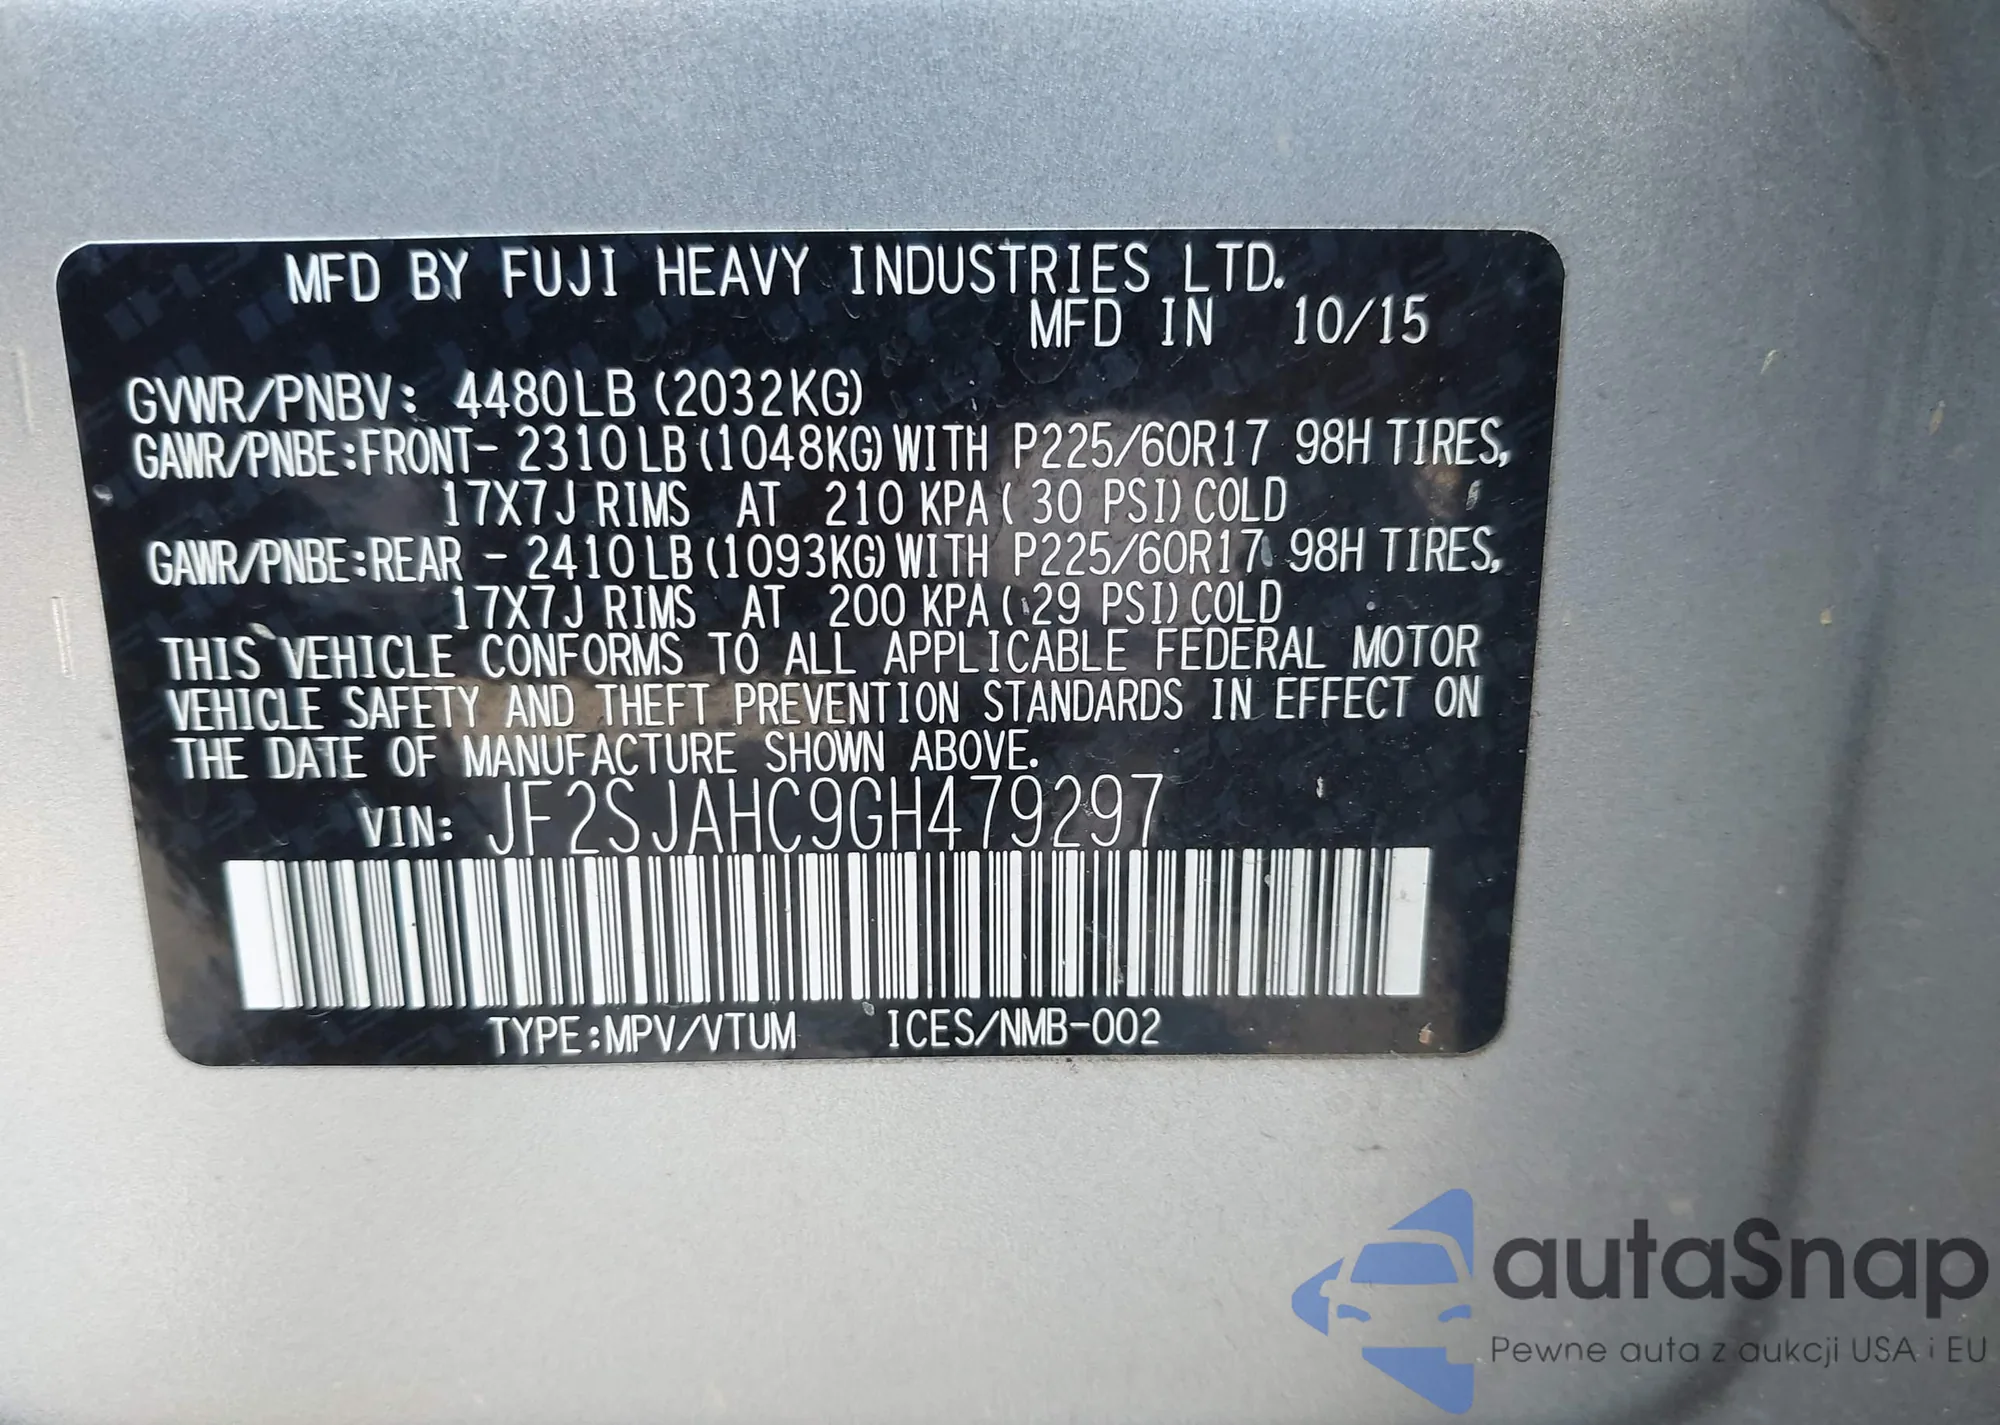 MFD BY FUJI HEAVY INDUSTRIES LTD.
MFD IN 10/15
GVWR/PNBV: 4480LB (2032KG)
GAWR/PNBE:FRONT- 2310LB (1048KG) WITH P225/60R17 98H TIRES,
17X7J RIMS AT 210 KPA ( 30 PSI) COLD
GAWR/PNBE:REAR - 2410LB (1093KG) WITH P225/60R17 98H TIRES,
17X7J RIMS AT 200 KPA ( 29 PSI) COLD
THIS VEHICLE CONFORMS TO ALL APPLICABLE FEDERAL MOTOR
VEHICLE SAFETY AND THEFT PREVENTION STANDARDS IN EFFECT ON
THE DATE OF MANUFACTURE SHOWN ABOVE.
VIN: JF2SJAHC9GH479297
TYPE:MPV/VTUM ICES/NMB-002
autaSnap
Pewne auta z aukcji USA i EU